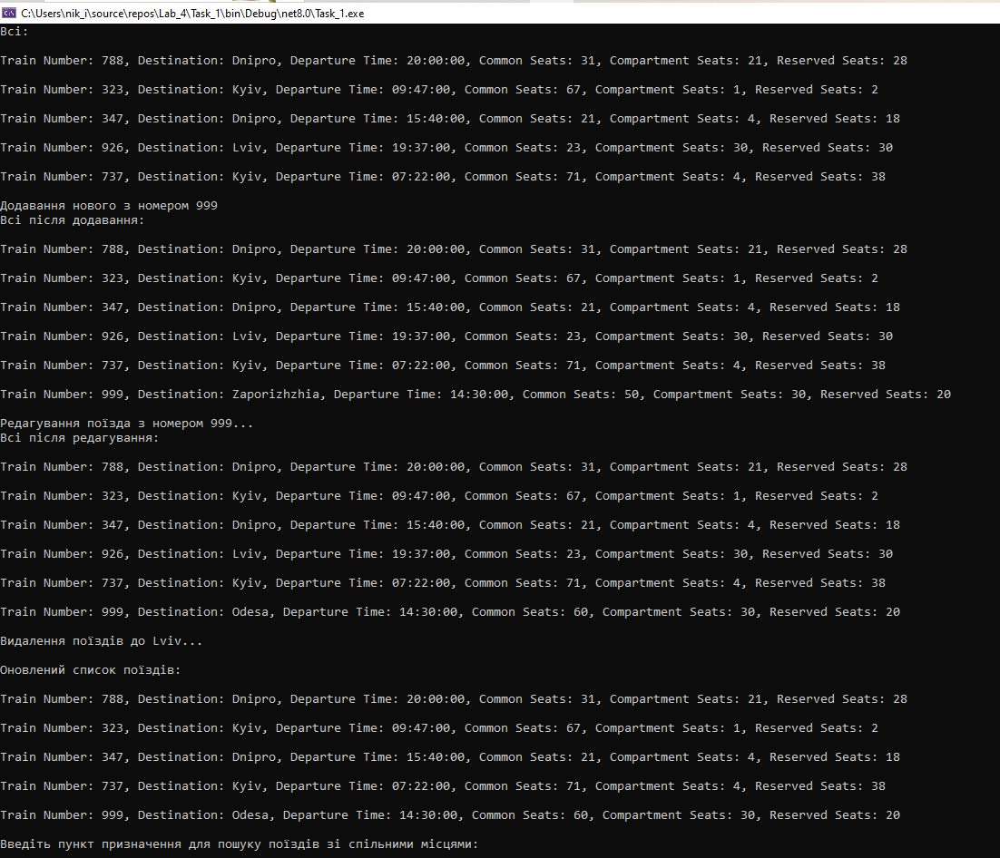 C:\Users\nik_i\source\repos\Lab_4\Task_1\bin\Debug\net8.0\Task_1.exe
Всі:
Train Number: 788, Destination: Dnipro, Departure Time: 20:00:00, Common Seats: 31, Compartment Seats: 21, Reserved Seats: 28
Train Number: 323, Destination: Kyiv, Departure Time: 09:47:00, Common Seats: 67, Compartment Seats: 1, Reserved Seats: 2
Train Number: 347, Destination: Dnipro, Departure Time: 15:40:00, Common Seats: 21, Compartment Seats: 4, Reserved Seats: 18
Train Number: 926, Destination: Lviv, Departure Time: 19:37:00, Common Seats: 23, Compartment Seats: 30, Reserved Seats: 30
Train Number: 737, Destination: Kyiv, Departure Time: 07:22:00, Common Seats: 71, Compartment Seats: 4, Reserved Seats: 38
Додавання нового з номером 999
Всі після додавання:
Train Number: 788, Destination: Dnipro, Departure Time: 20:00:00, Common Seats: 31, Compartment Seats: 21, Reserved Seats: 28
Train Number: 323, Destination: Kyiv, Departure Time: 09:47:00, Common Seats: 67, Compartment Seats: 1, Reserved Seats: 2
Train Number: 347, Destination: Dnipro, Departure Time: 15:40:00, Common Seats: 21, Compartment Seats: 4, Reserved Seats: 18
Train Number: 926, Destination: Lviv, Departure Time: 19:37:00, Common Seats: 23, Compartment Seats: 30, Reserved Seats: 30
Train Number: 737, Destination: Kyiv, Departure Time: 07:22:00, Common Seats: 71, Compartment Seats: 4, Reserved Seats: 38
Train Number: 999, Destination: Zaporizhzhia, Departure Time: 14:30:00, Common Seats: 50, Compartment Seats: 30, Reserved Seats: 20
Редагування поїзда з номером 999...
Всі після редагування:
Train Number: 788, Destination: Dnipro, Departure Time: 20:00:00, Common Seats: 31, Compartment Seats: 21, Reserved Seats: 28
Train Number: 323, Destination: Kyiv, Departure Time: 09:47:00, Common Seats: 67, Compartment Seats: 1, Reserved Seats: 2
Train Number: 347, Destination: Dnipro, Departure Time: 15:40:00, Common Seats: 21, Compartment Seats: 4, Reserved Seats: 18
Train Number: 926, Destination: Lviv, Departure Time: 19:37:00, Common Seats: 23, Compartment Seats: 30, Reserved Seats: 30
Train Number: 737, Destination: Kyiv, Departure Time: 07:22:00, Common Seats: 71, Compartment Seats: 4, Reserved Seats: 38
Train Number: 999, Destination: Odesa, Departure Time: 14:30:00, Common Seats: 60, Compartment Seats: 30, Reserved Seats: 20
Видалення поїздів до Lviv...
Оновлений список поїздів:
Train Number: 788, Destination: Dnipro, Departure Time: 20:00:00, Common Seats: 31, Compartment Seats: 21, Reserved Seats: 28
Train Number: 323, Destination: Kyiv, Departure Time: 09:47:00, Common Seats: 67, Compartment Seats: 1, Reserved Seats: 2
Train Number: 347, Destination: Dnipro, Departure Time: 15:40:00, Common Seats: 21, Compartment Seats: 4, Reserved Seats: 18
Train Number: 737, Destination: Kyiv, Departure Time: 07:22:00, Common Seats: 71, Compartment Seats: 4, Reserved Seats: 38
Train Number: 999, Destination: Odesa, Departure Time: 14:30:00, Common Seats: 60, Compartment Seats: 30, Reserved Seats: 20
Введіть пункт призначення для пошуку поїздів зі спільними місцями: